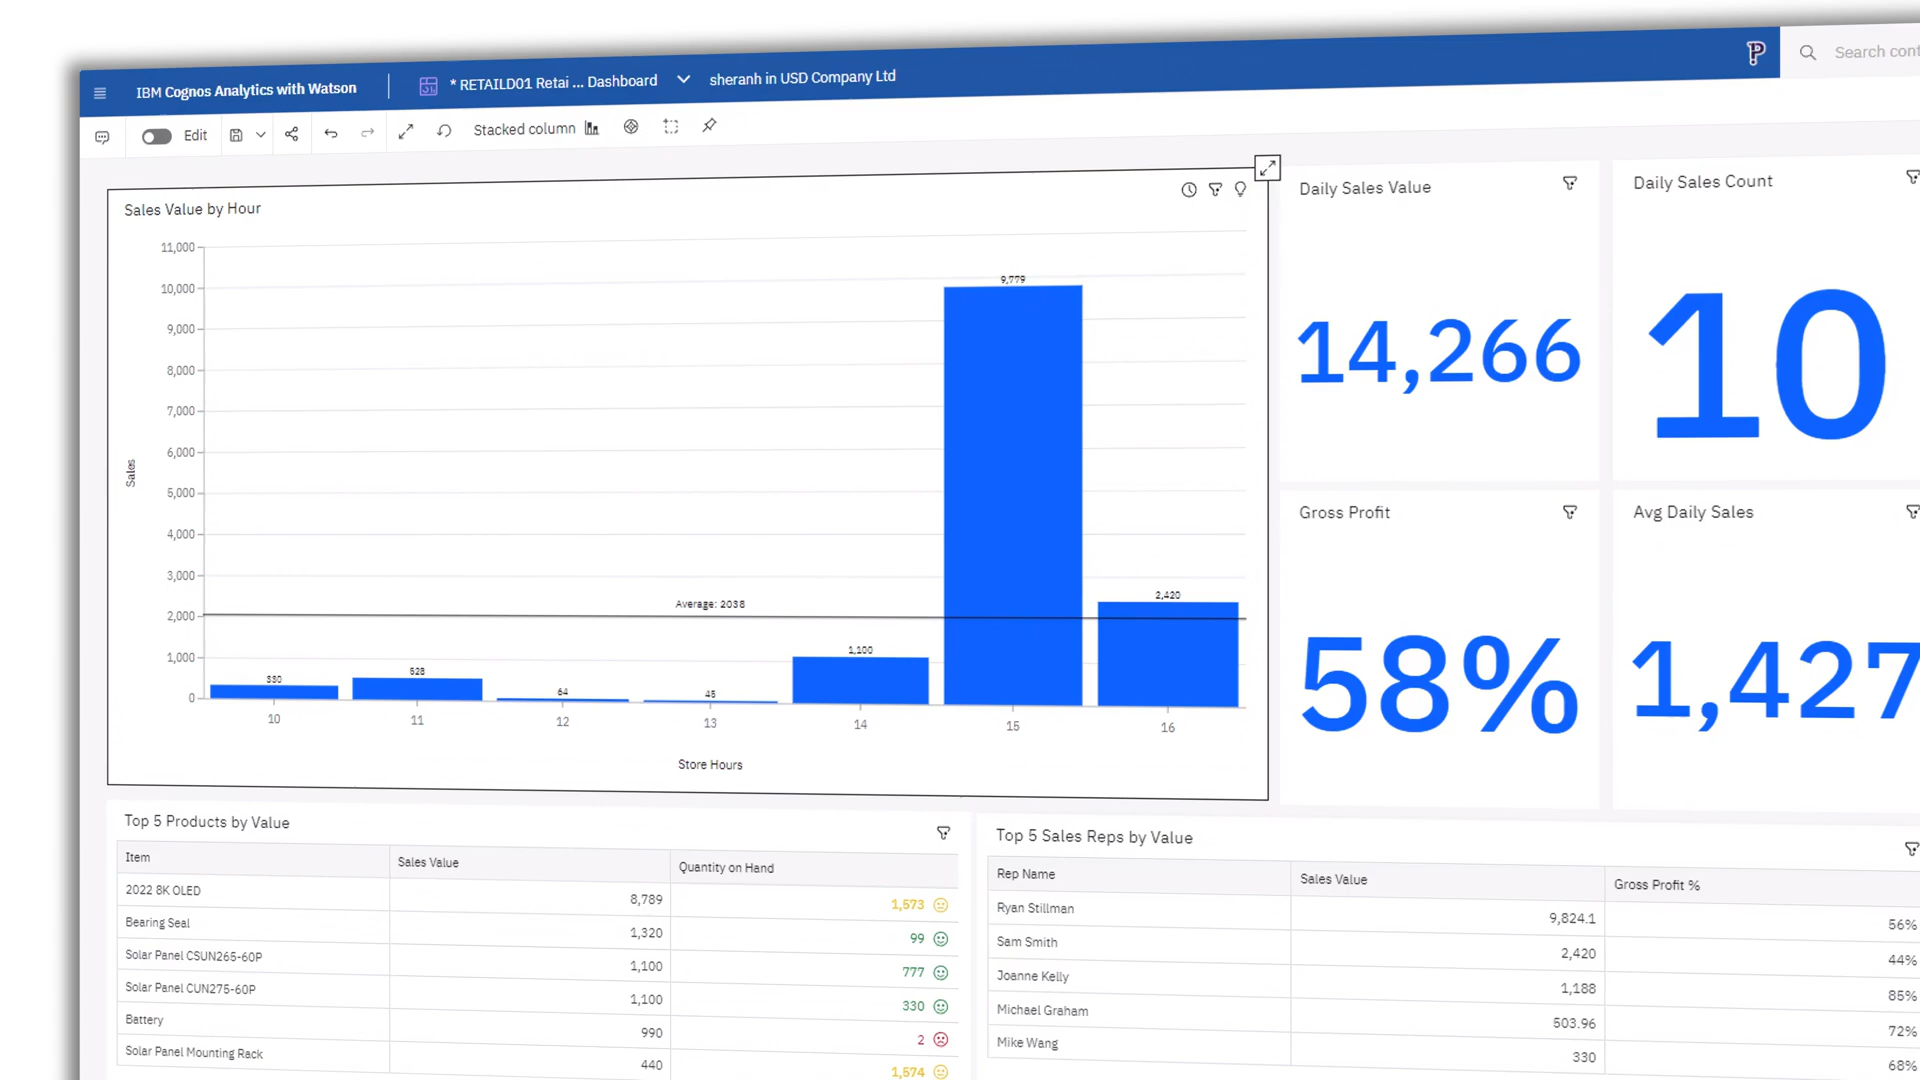 IBM Cognos Analytics with Watson
* RETAILD01 Retai ... Dashboard
sheranh in USD Company Ltd
Search cont
Edit
Stacked column
Sales Value by Hour
11,000
10,000
9,000
8,000
7,000
6,000
5,000
4,000
3,000
2,000
1,000
0
Sales
330
528
64
45
1,100
9,779
2,420
Average: 2038
10
11
12
13
14
15
16
Store Hours
Daily Sales Value
14,266
Daily Sales Count
10
Gross Profit
58%
Avg Daily Sales
1,427
Top 5 Products by Value
Item Sales Value Quantity on Hand
2022 8K OLED 8,789 1,573
Bearing Seal 1,320 99
Solar Panel CSUN265-60P 1,100 777
Solar Panel CUN275-60P 1,100 330
Battery 990 2
Solar Panel Mounting Rack 440 1,574
Top 5 Sales Reps by Value
Rep Name Sales Value Gross Profit %
Ryan Stillman 9,824.1 56%
Sam Smith 2,420 44%
Joanne Kelly 1,188 85%
Michael Graham 503.96 72%
Mike Wang 330 68%